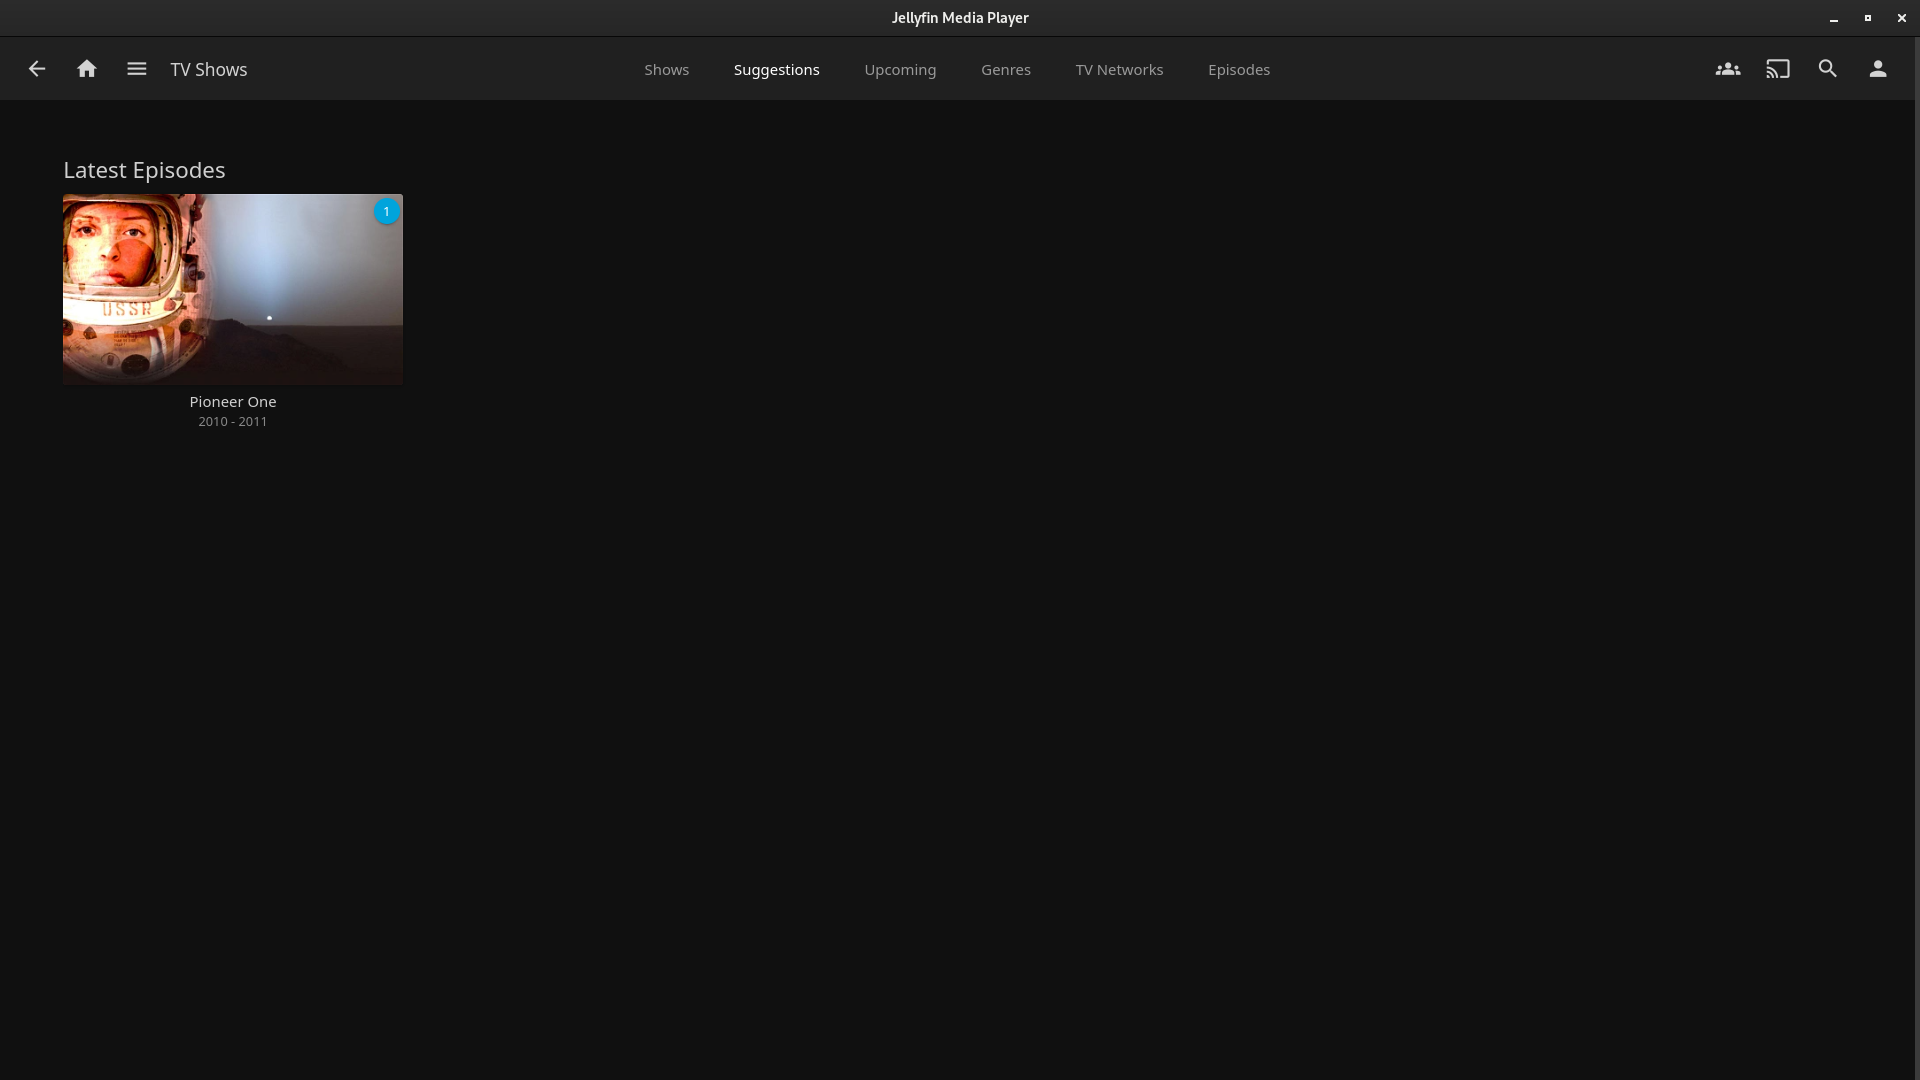 Jellyfin Media Player
TV Shows
Shows
Suggestions
Upcoming
Genres
TV Networks
Episodes
Latest Episodes
1
USSR
Pioneer One
2010 - 2011